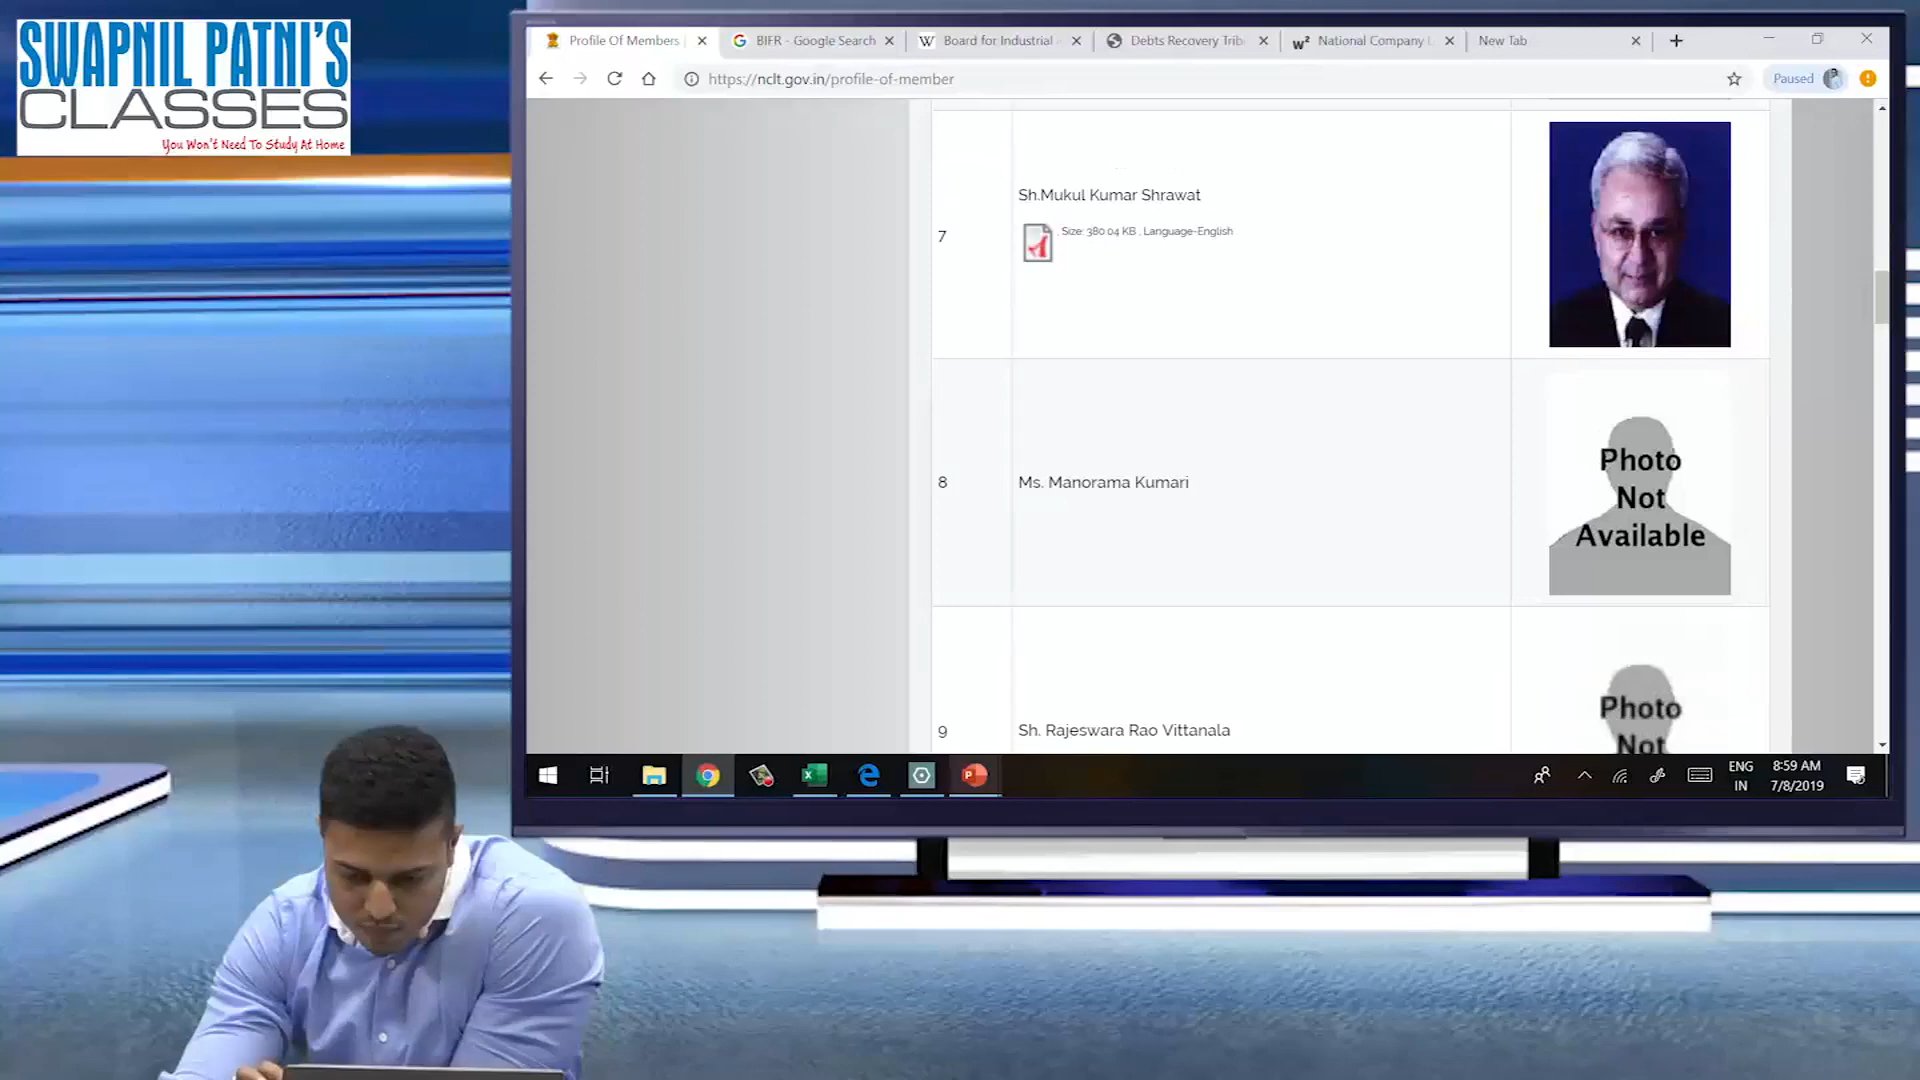 SWAPNIL PATNI'S
CLASSES
You Won't Need To Study At Home
Profile Of Members
BIFR - Google Search
Board for Industrial
Debts Recovery Trib
National Company L
New Tab
https://nclt.gov.in/profile-of-member
Paused
7
Sh.Mukul Kumar Shrawat
, Size: 380.04 KB , Language-English
8
Ms. Manorama Kumari
Photo
Not
Available
9
Sh. Rajeswara Rao Vittanala
Photo
Not
ENG
IN
8:59 AM
7/8/2019